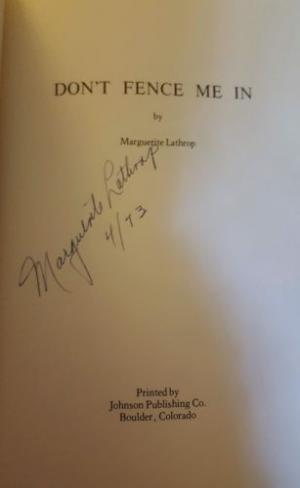 DON'T FENCE ME IN
by
Marguerite Lathrop
Marguerite Lathrop
4/73
Printed by
Johnson Publishing Co.
Boulder, Colorado